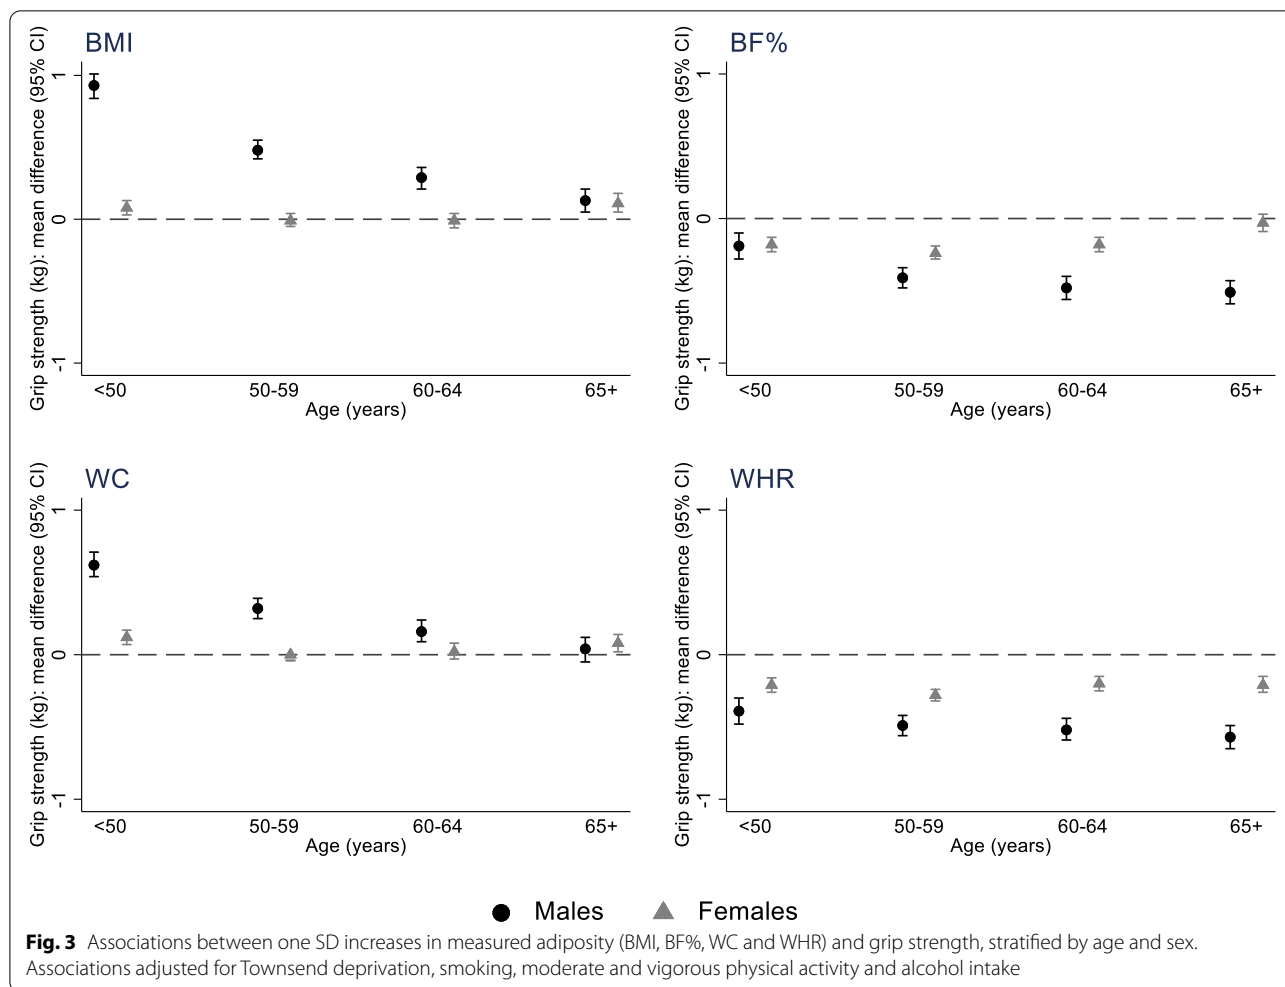 BMI
Grip strength (kg): mean difference (95% CI)
1
0
-1
<50 50-59 60-64 65+
Age (years)
BF%
Grip strength (kg): mean difference (95% CI)
1
0
-1
<50 50-59 60-64 65+
Age (years)
WC
Grip strength (kg): mean difference (95% CI)
1
0
-1
<50 50-59 60-64 65+
Age (years)
WHR
Grip strength (kg): mean difference (95% CI)
1
0
-1
<50 50-59 60-64 65+
Age (years)
Males Females
Fig. 3 Associations between one SD increases in measured adiposity (BMI, BF%, WC and WHR) and grip strength, stratified by age and sex.
Associations adjusted for Townsend deprivation, smoking, moderate and vigorous physical activity and alcohol intake